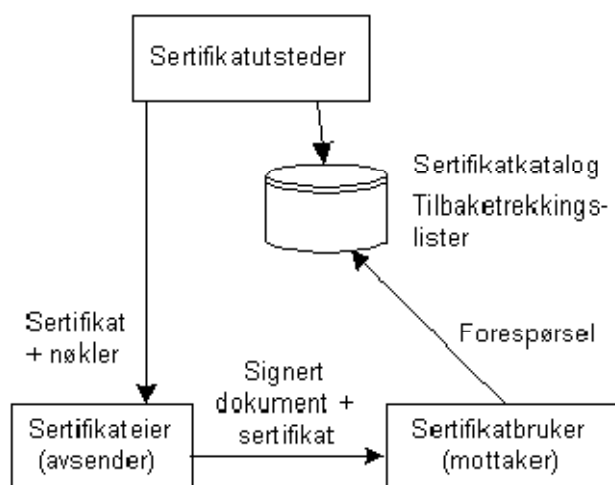 Sertifikatutsteder
Sertifikatkatalog
Tilbaketrekkings-
lister
Sertifikat
+ nøkler
Forespørsel
Signert
dokument +
sertifikat
Sertifikateier
(avsender)
Sertifikatbruker
(mottaker)